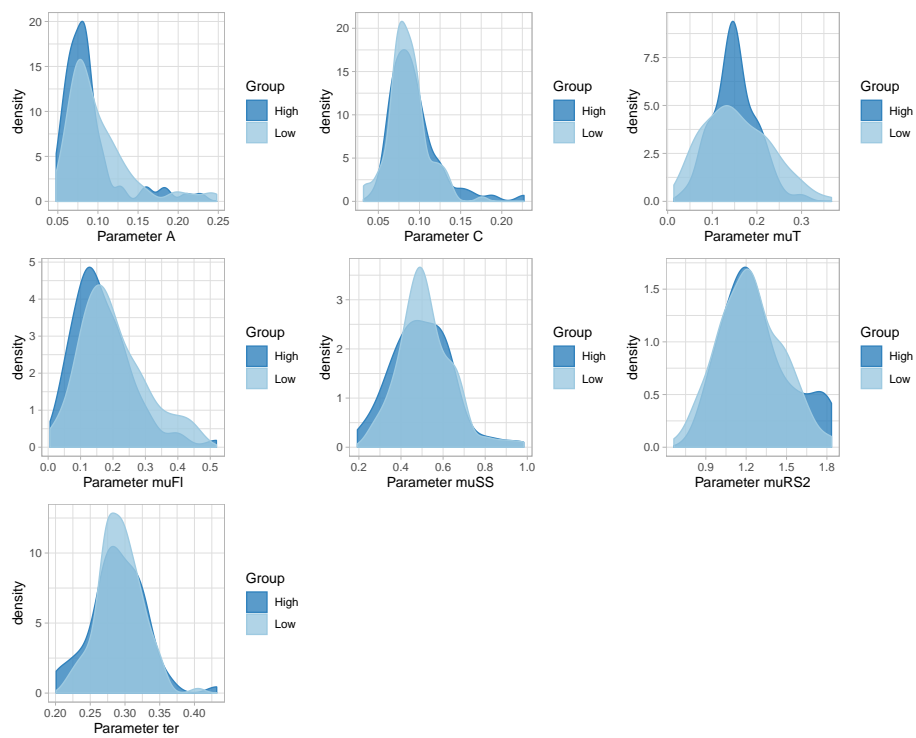 density
20
15
10
5
0
0.05 0.10 0.15 0.20 0.25
Parameter A
Group
High
Low
density
20
15
10
5
0
0.05 0.10 0.15 0.20
Parameter C
Group
High
Low
density
7.5
5.0
2.5
0.0
0.0 0.1 0.2 0.3
Parameter muT
Group
High
Low
density
5
4
3
2
1
0
0.0 0.1 0.2 0.3 0.4 0.5
Parameter muFl
Group
High
Low
density
3
2
1
0
0.2 0.4 0.6 0.8 1.0
Parameter muSS
Group
High
Low
density
1.5
1.0
0.5
0.0
0.9 1.2 1.5 1.8
Parameter muRS2
Group
High
Low
density
10
5
0
0.20 0.25 0.30 0.35 0.40
Parameter ter
Group
High
Low